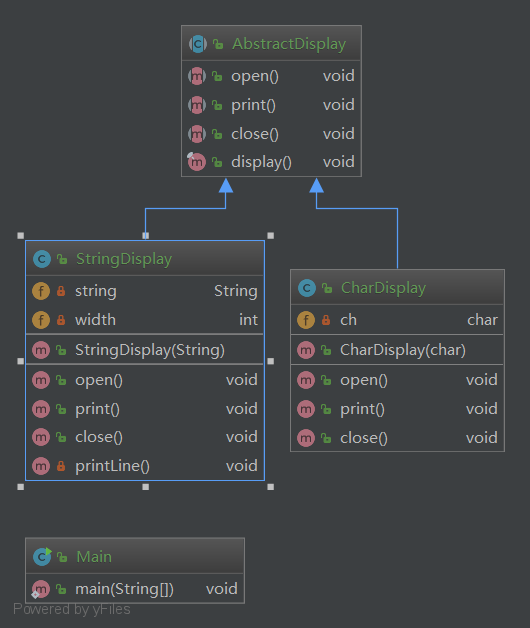 AbstractDisplay
open() void
print() void
close() void
display() void
StringDisplay
string String
width int
StringDisplay(String)
open() void
print() void
close() void
printLine() void
CharDisplay
ch char
CharDisplay(char)
open() void
print() void
close() void
Main
main(String[]) void
Powered by yFiles